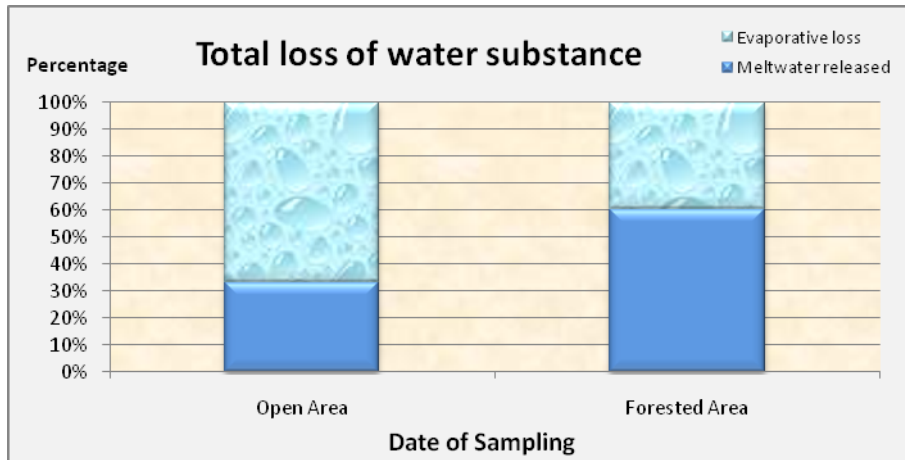 Total loss of water substance
Evaporative loss
Meltwater released
Percentage
100%
90%
80%
70%
60%
50%
40%
30%
20%
10%
0%
Open Area
Forested Area
Date of Sampling